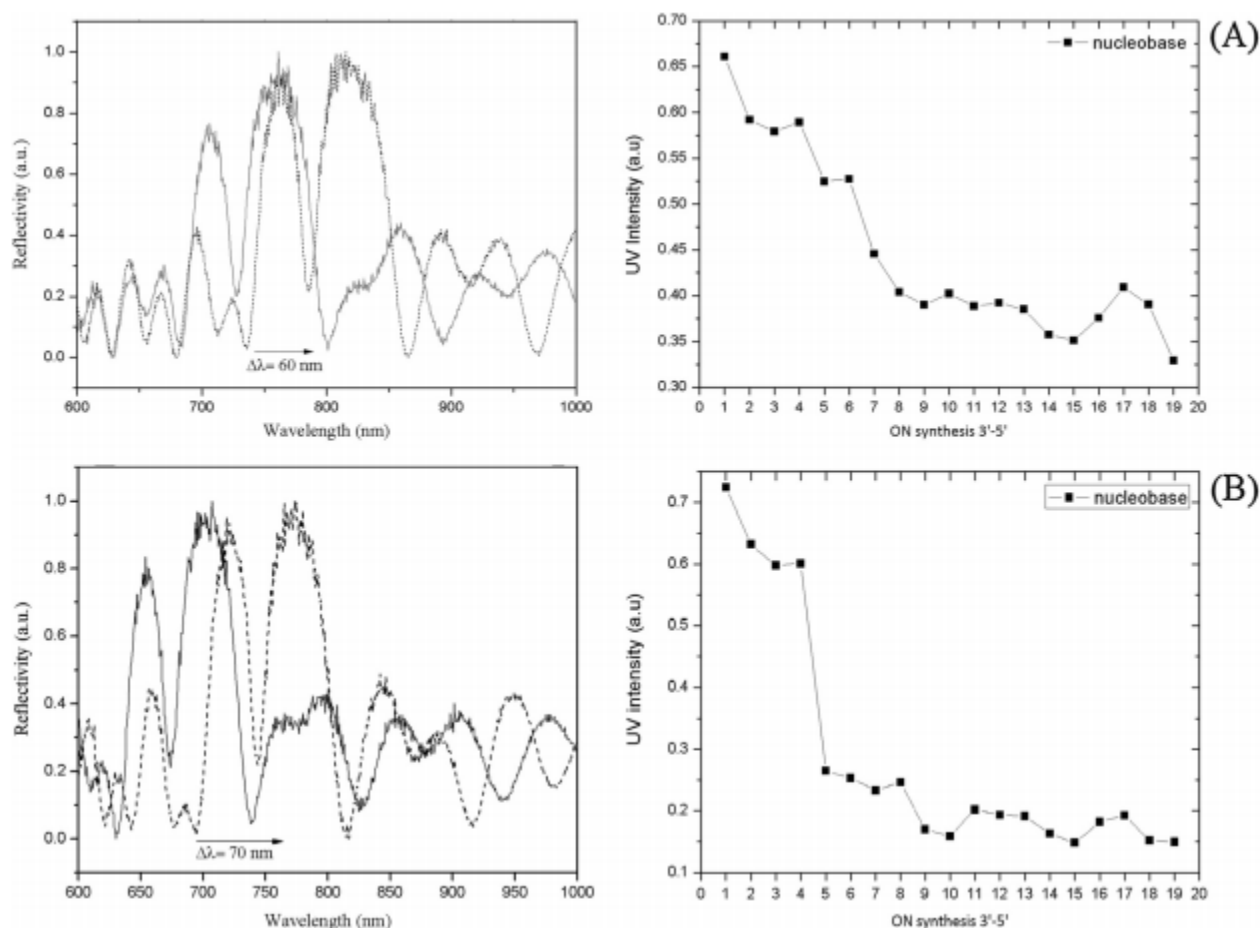 (A)
Reflectivity (a.u.)
1.0
0.8
0.6
0.4
0.2
0.0
Δλ= 60 nm
600 700 800 900 1000
Wavelength (nm)
nucleobase
UV Intensity (a.u)
0.70
0.65
0.60
0.55
0.50
0.45
0.40
0.35
0.30
0 1 2 3 4 5 6 7 8 9 10 11 12 13 14 15 16 17 18 19 20
ON synthesis 3'-5'
(B)
Reflectivity (a.u.)
1.0
0.8
0.6
0.4
0.2
0.0
Δλ= 70 nm
600 650 700 750 800 850 900 950 1000
Wavelength (nm)
nucleobase
UV intensity (a.u)
0.7
0.6
0.5
0.4
0.3
0.2
0.1
0 1 2 3 4 5 6 7 8 9 10 11 12 13 14 15 16 17 18 19 20
ON synthesis 3'-5'